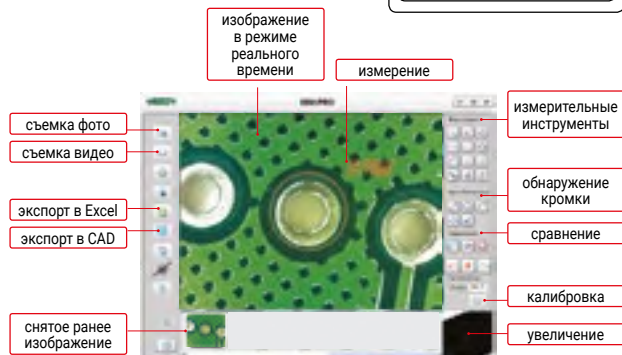 изображение
в режиме
реального
времени
измерение
съемка фото
съемка видео
экспорт в Excel
экспорт в CAD
снятое ранее
изображение
измерительные
инструменты
обнаружение
кромки
сравнение
калибровка
увеличение